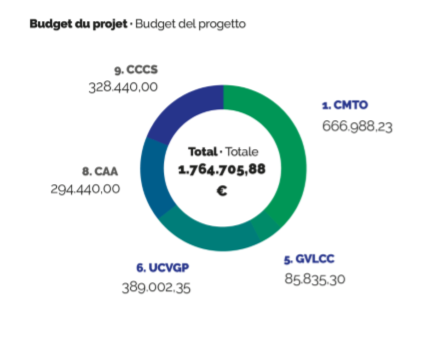 Budget du projet · Budget del progetto
9. CCCS
328.440,00
1. CMTO
666.988,23
Total · Totale
1.764.705,88
€
8. CAA
294.440,00
5. GVLCC
85.835.30
6. UCVGP
389.002,35